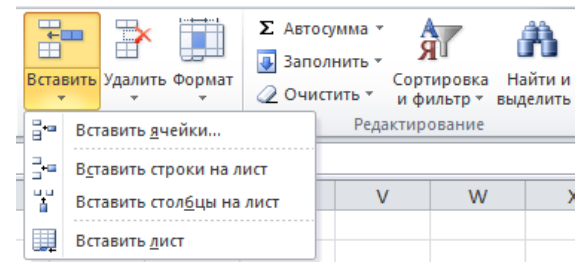 Вставить Удалить Формат
Σ Автосумма
Заполнить
Очистить
Сортировка и фильтр
Найти и выделить
Редактирование
Вставить ячейки...
Вставить строки на лист
Вставить столбцы на лист
Вставить лист
V W X